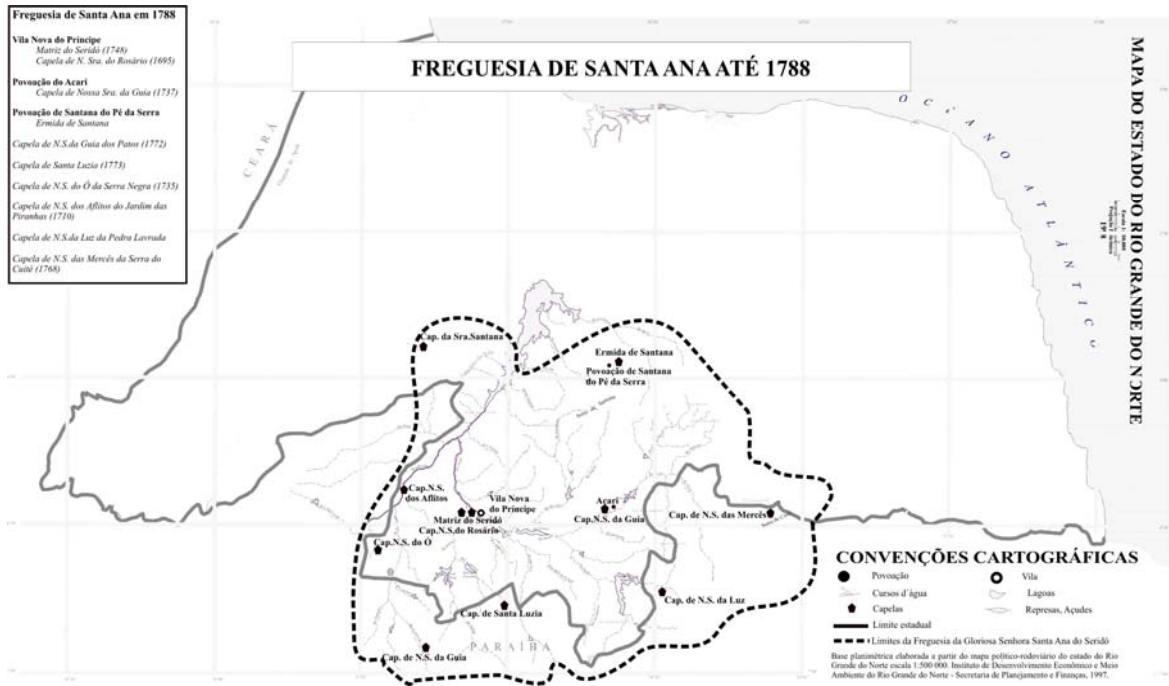 Freguesia de Santa Ana em 1788
Vila Nova do Príncipe
Matriz do Seridó (1748)
Capela de N. Sra. do Rosário (1695)
Povoação do Acari
Capela de Nossa Sra. da Guia (1737)
Povoação de Santana do Pé da Serra
Ermida de Santana
Capela de N.S.da Guia dos Patos (1772)
Capela de Santa Luzia (1773)
Capela de N.S. do Ó da Serra Negra (1735)
Capela de N.S. dos Aflitos do Jardim das
Piranhas (1710)
Capela de N.S.da Luz da Pedra Lavrada
Capela de N.S. das Mercês da Serra do
Cuité (1768)
FREGUESIA DE SANTA ANA ATÉ 1788
MAPA DO ESTADO DO RIO GRANDE DO NORTE
OCEANO ATLÂNTICO
CEARÁ
Cap. da Sra.Santana
Ermida de Santana
Povoação de Santana
do Pé da Serra
Cap.N.S.
dos Aflitos
Vila Nova
do Príncipe
Matriz do Seridó
Cap.N.S.do Rosário
Acari
Cap.N.S. da Guia
Cap. de N.S. das Mercês
Cap.N.S. do Ó
Cap. de Santa Luzia
Cap. de N.S. da Luz
Cap. de N.S. da Guia
PARAÍBA
CONVENÇÕES CARTOGRÁFICAS
Povoação
Vila
Cursos d'água
Lagoas
Capelas
Represas, Açudes
Limite estadual
Limites da Freguesia da Gloriosa Senhora Santa Ana do Seridó
Base planimétrica elaborada a partir do mapa político-rodoviário do estado do Rio
Grande do Norte escala 1:500 000. Instituto de Desenvolvimento Econômico e Meio
Ambiente do Rio Grande do Norte - Secretaria de Planejamento e Finanças, 1997.